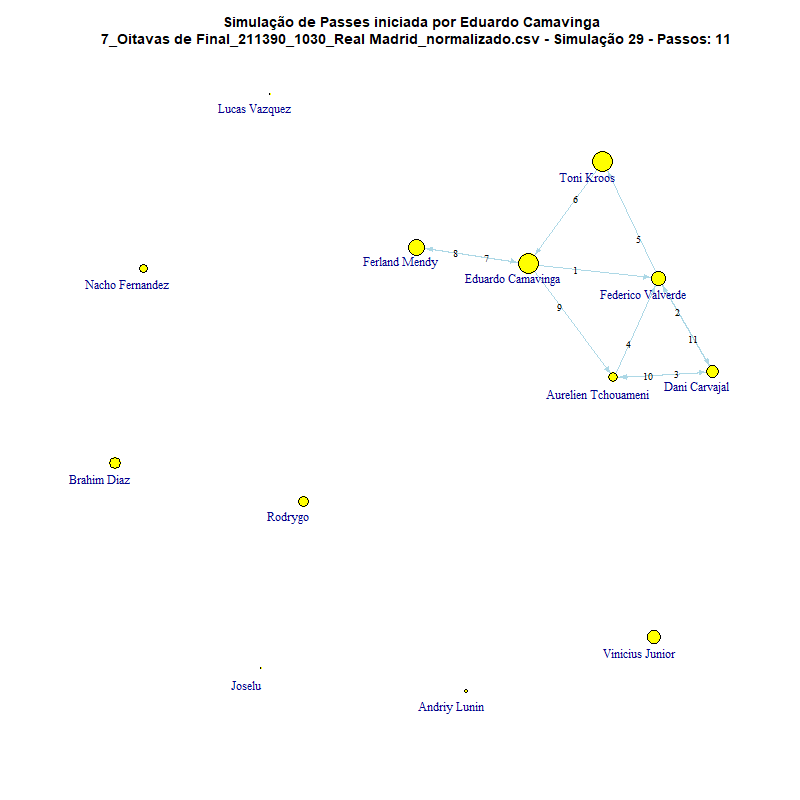 Simulação de Passes iniciada por Eduardo Camavinga
7_Oitavas de Final_211390_1030_Real Madrid_normalizado.csv - Simulação 29 - Passos: 11
Lucas Vazquez
Toni Kroos
6
5
8
7
Ferland Mendy
1
Eduardo Camavinga
Nacho Fernandez
Federico Valverde
9
2
4
11
10
3
Aurelien Tchouameni
Dani Carvajal
Brahim Diaz
Rodrygo
Vinicius Junior
Joselu
Andriy Lunin